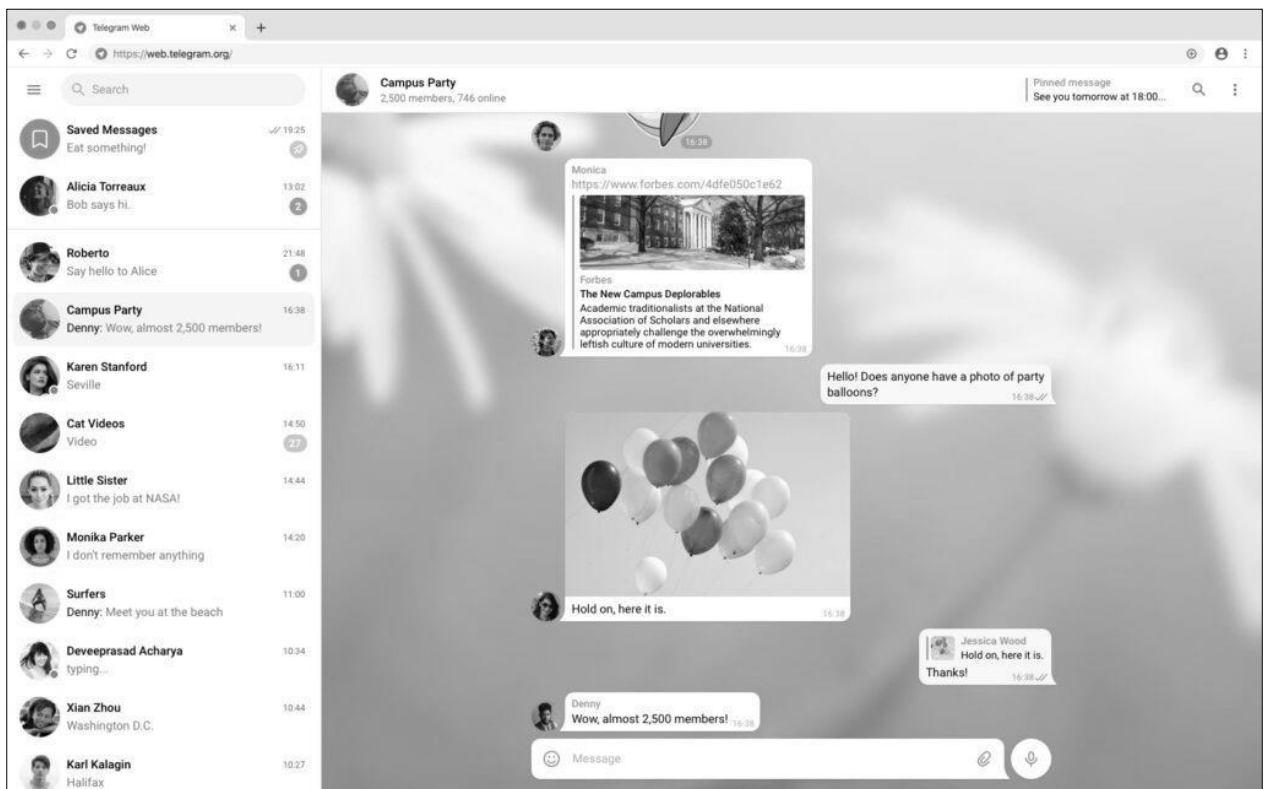 Telegram Web
https://web.telegram.org/
Search
Saved Messages 19:25
Eat something!
Alicia Torreaux 13:02
Bob says hi. 2
Roberto 21:48
Say hello to Alice 1
Campus Party 16:38
Denny: Wow, almost 2,500 members!
Karen Stanford 16:11
Seville
Cat Videos 14:50
Video 27
Little Sister 14:44
I got the job at NASA!
Monika Parker 14:20
I don't remember anything
Surfers 11:00
Denny: Meet you at the beach
Deveeprasad Acharya 10:34
typing...
Xian Zhou 10:44
Washington D.C.
Karl Kalagin 10:27
Halifax
Campus Party
2,500 members, 746 online
Pinned message
See you tomorrow at 18:00...
16:38
Monica
https://www.forbes.com/4dfe050c1e62
Forbes
The New Campus Deplorables
Academic traditionalists at the National
Association of Scholars and elsewhere
appropriately challenge the overwhelmingly
leftish culture of modern universities.
16:38
Hello! Does anyone have a photo of party
balloons? 16:38
Hold on, here it is. 16:38
Jessica Wood
Hold on, here it is.
Thanks! 16:38
Denny
Wow, almost 2,500 members! 16:38
Message